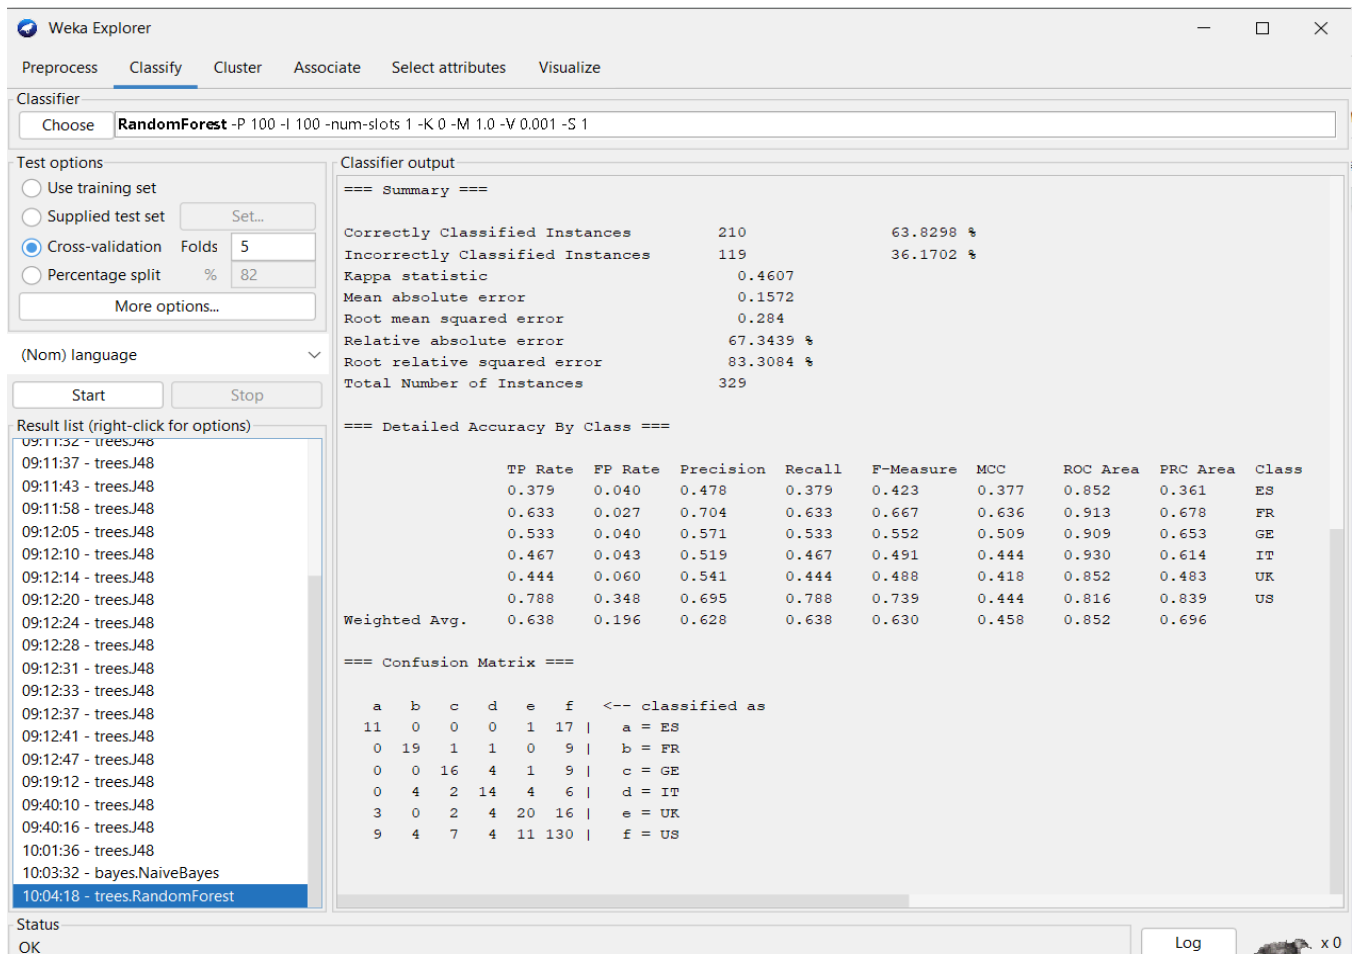 Weka Explorer
Preprocess Classify Cluster Associate Select attributes Visualize
Classifier
Choose RandomForest -P 100 -I 100 -num-slots 1 -K 0 -M 1.0 -V 0.001 -S 1
Test options
Use training set
Supplied test set Set...
Cross-validation Folds 5
Percentage split % 82
More options...
(Nom) language
Start Stop
Result list (right-click for options)
09:11:32 - trees.J48
09:11:37 - trees.J48
09:11:43 - trees.J48
09:11:58 - trees.J48
09:12:05 - trees.J48
09:12:10 - trees.J48
09:12:14 - trees.J48
09:12:20 - trees.J48
09:12:24 - trees.J48
09:12:28 - trees.J48
09:12:31 - trees.J48
09:12:33 - trees.J48
09:12:37 - trees.J48
09:12:41 - trees.J48
09:12:47 - trees.J48
09:19:12 - trees.J48
09:40:10 - trees.J48
09:40:16 - trees.J48
10:01:36 - trees.J48
10:03:32 - bayes.NaiveBayes
10:04:18 - trees.RandomForest
Classifier output
=== Summary ===
Correctly Classified Instances 210 63.8298 %
Incorrectly Classified Instances 119 36.1702 %
Kappa statistic 0.4607
Mean absolute error 0.1572
Root mean squared error 0.284
Relative absolute error 67.3439 %
Root relative squared error 83.3084 %
Total Number of Instances 329
=== Detailed Accuracy By Class ===
TP Rate FP Rate Precision Recall F-Measure MCC ROC Area PRC Area Class
0.379 0.040 0.478 0.379 0.423 0.377 0.852 0.361 ES
0.633 0.027 0.704 0.633 0.667 0.636 0.913 0.678 FR
0.533 0.040 0.571 0.533 0.552 0.509 0.909 0.653 GE
0.467 0.043 0.519 0.467 0.491 0.444 0.930 0.614 IT
0.444 0.060 0.541 0.444 0.488 0.418 0.852 0.483 UK
0.788 0.348 0.695 0.788 0.739 0.444 0.816 0.839 US
Weighted Avg. 0.638 0.196 0.628 0.638 0.630 0.458 0.852 0.696
=== Confusion Matrix ===
a b c d e f <-- classified as
11 0 0 0 1 17 | a = ES
0 19 1 1 0 9 | b = FR
0 0 16 4 1 9 | c = GE
0 4 2 14 4 6 | d = IT
3 0 2 4 20 16 | e = UK
9 4 7 4 11 130 | f = US
Status
OK
Log
x 0